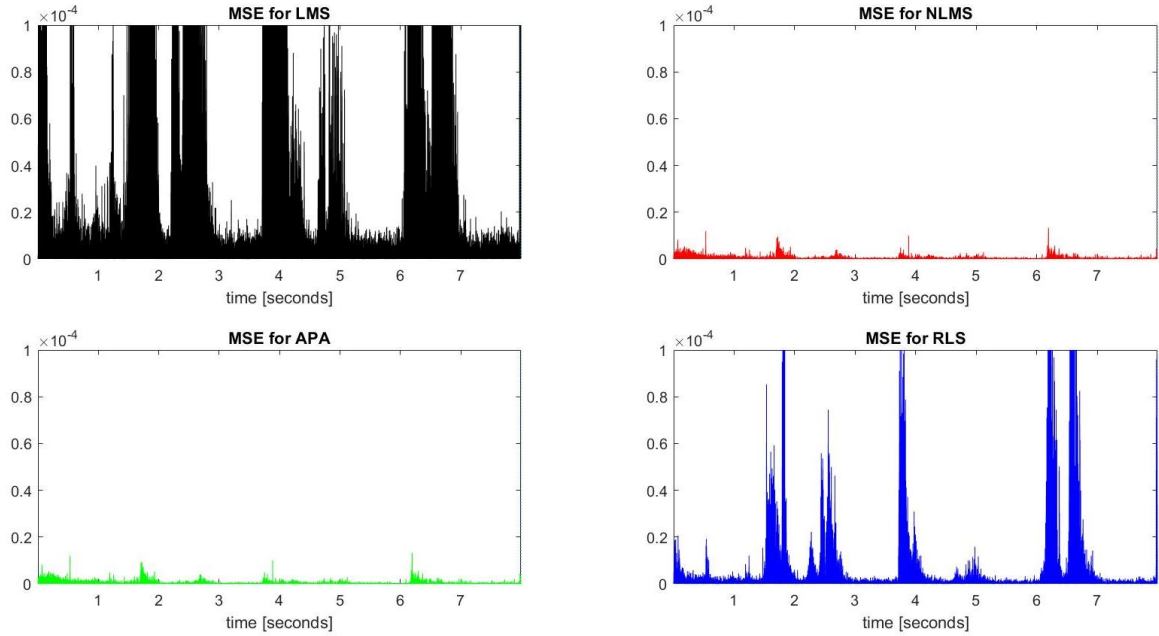 MSE for LMS
×10⁻⁴
1
0.8
0.6
0.4
0.2
0
1 2 3 4 5 6 7
time [seconds]
MSE for NLMS
×10⁻⁴
1
0.8
0.6
0.4
0.2
0
1 2 3 4 5 6 7
time [seconds]
MSE for APA
×10⁻⁴
1
0.8
0.6
0.4
0.2
0
1 2 3 4 5 6 7
time [seconds]
MSE for RLS
×10⁻⁴
1
0.8
0.6
0.4
0.2
0
1 2 3 4 5 6 7
time [seconds]